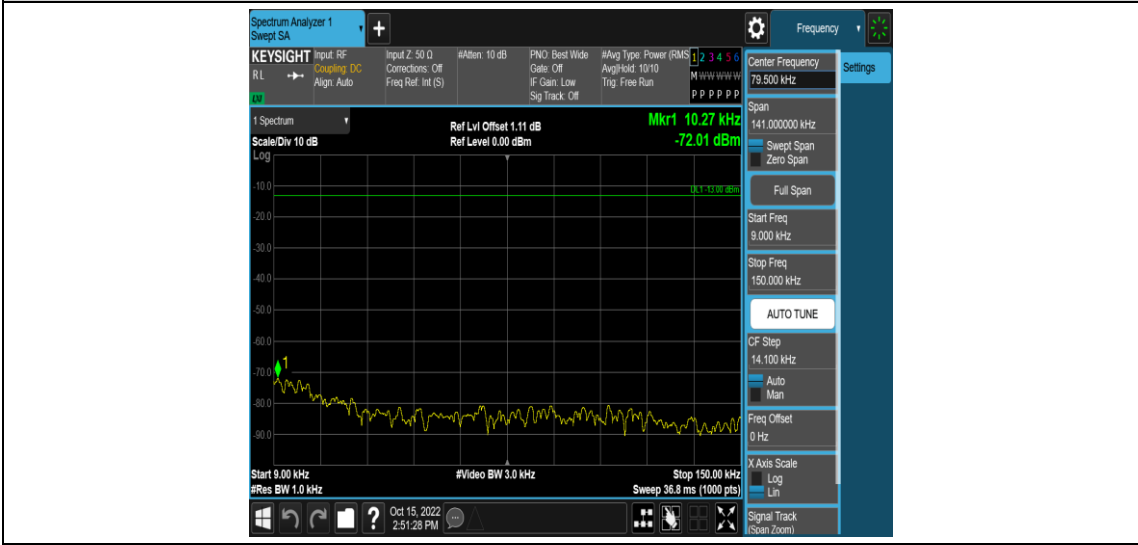 Spectrum Analyzer 1
Swept SA
+
Frequency
KEYSIGHT
RL
Input: RF
Coupling: DC
Align: Auto
Input Z: 50 Ω
Corrections: Off
Freq Ref: Int (S)
#Atten: 10 dB
PNO: Best Wide
Gate: Off
IF Gain: Low
Sig Track: Off
#Avg Type: Power (RMS
Avg|Hold: 10/10
Trig: Free Run
1 2 3 4 5 6
M W W W W W
P P P P P P
1 Spectrum
Scale/Div 10 dB
Log
Ref Lvl Offset 1.11 dB
Ref Level 0.00 dBm
Mkr1 10.27 kHz
-72.01 dBm
DL1 -13.00 dBm
-10.0
-20.0
-30.0
-40.0
-50.0
-60.0
-70.0
-80.0
-90.0
1
Start 9.00 kHz
#Res BW 1.0 kHz
#Video BW 3.0 kHz
Stop 150.00 kHz
Sweep 36.8 ms (1000 pts)
?
Oct 15, 2022
2:51:28 PM
Center Frequency
79.500 kHz
Span
141.000000 kHz
Swept Span
Zero Span
Full Span
Start Freq
9.000 kHz
Stop Freq
150.000 kHz
AUTO TUNE
CF Step
14.100 kHz
Auto
Man
Freq Offset
0 Hz
X Axis Scale
Log
Lin
Signal Track
(Span Zoom)
Settings